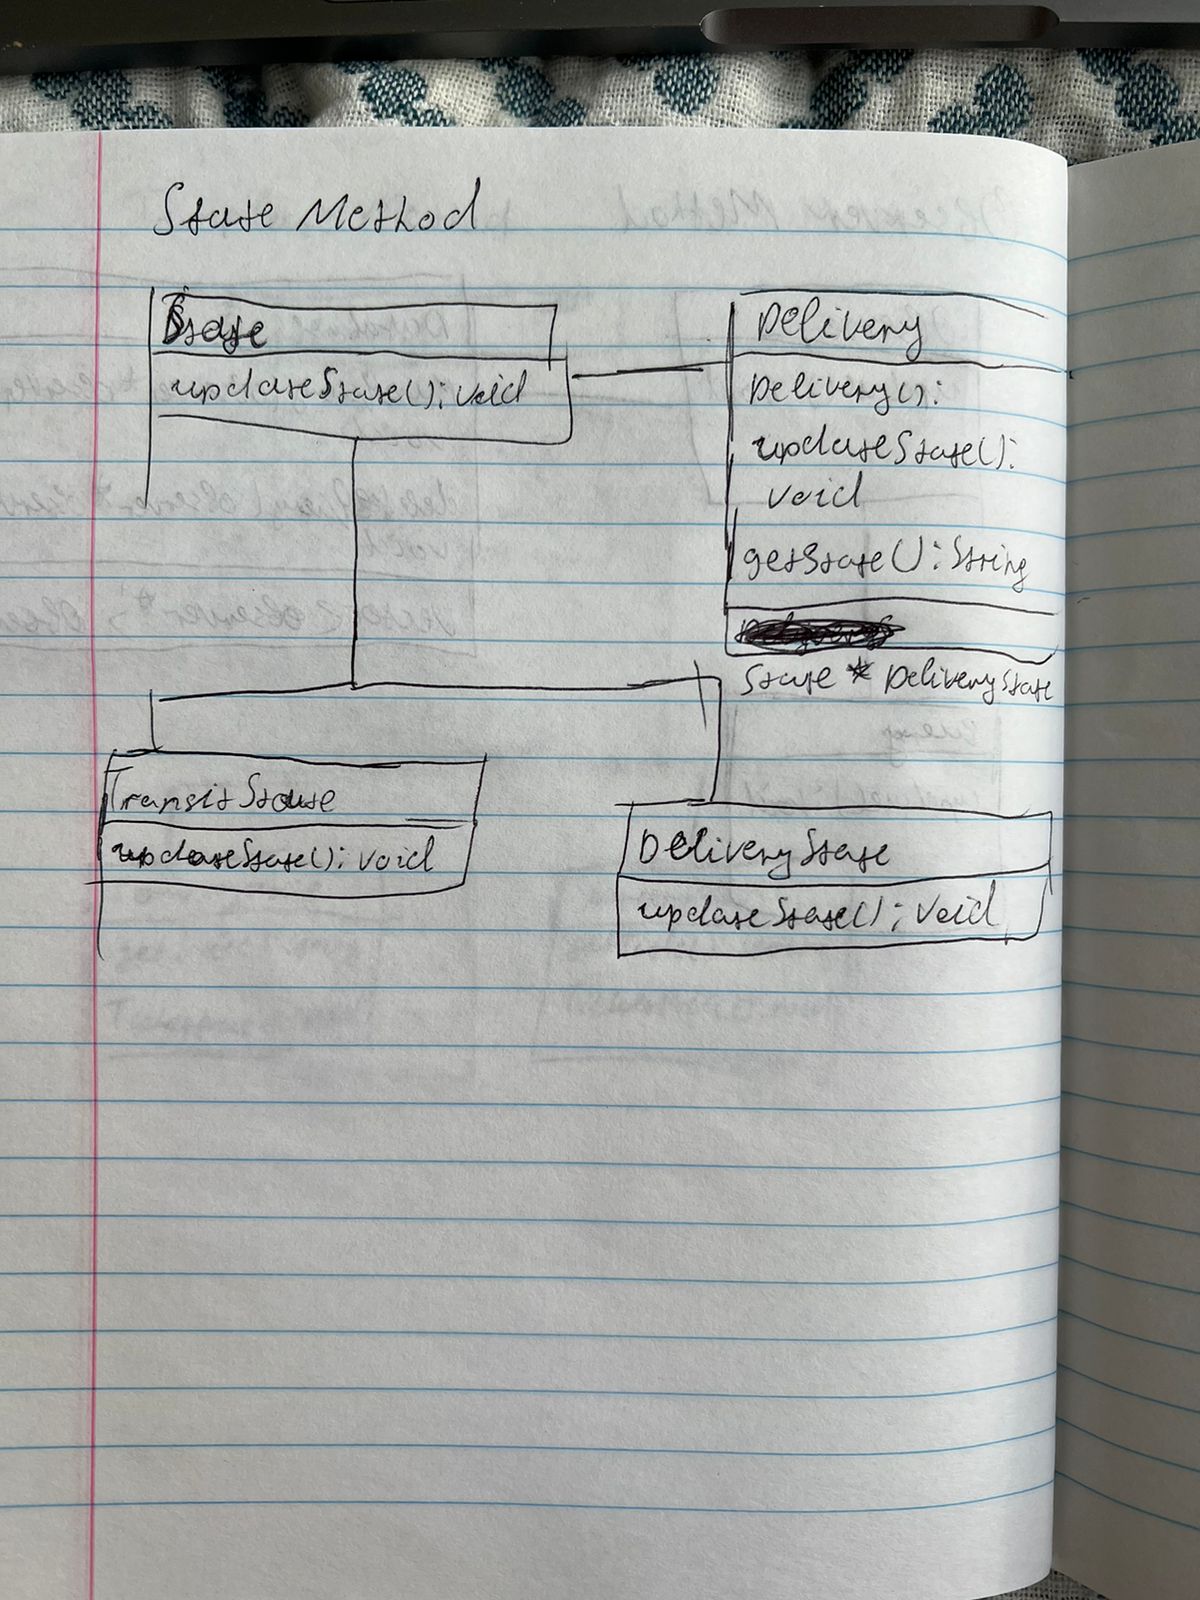 State Method
State
updateState(): void
Delivery
Delivery():
updateState():
void
getState(): String
State * DeliveryState
TransitState
updateState(): void
DeliveryState
updateState(): void